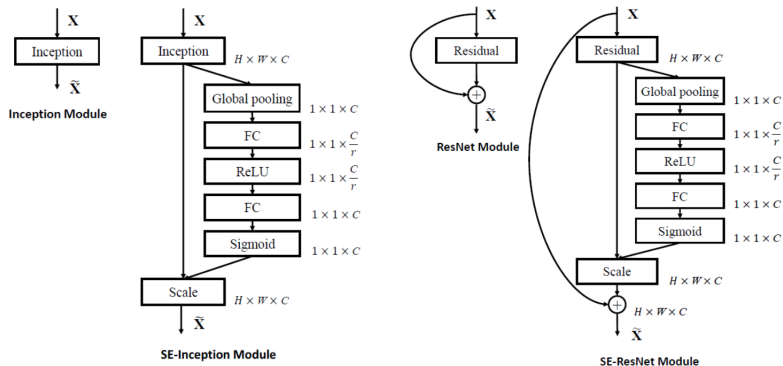 X
Inception
X̃
Inception Module
X
Inception
H × W × C
Global pooling
1 × 1 × C
FC
1 × 1 × C/r
ReLU
1 × 1 × C/r
FC
1 × 1 × C
Sigmoid
1 × 1 × C
Scale
H × W × C
X̃
SE-Inception Module
X
Residual
+
X̃
ResNet Module
X
Residual
H × W × C
Global pooling
1 × 1 × C
FC
1 × 1 × C/r
ReLU
1 × 1 × C/r
FC
1 × 1 × C
Sigmoid
1 × 1 × C
Scale
H × W × C
+
H × W × C
X̃
SE-ResNet Module